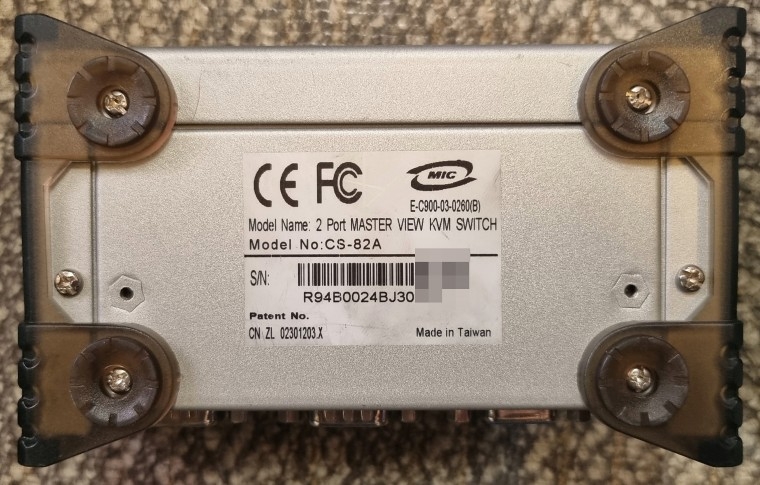 CE FC MIC
E-C900-03-0260(B)
Model Name: 2 Port MASTER VIEW KVM SWITCH
Model No:CS-82A
S/N:
R94B0024BJ30
Patent No.
CN ZL 02301203.X
Made in Taiwan